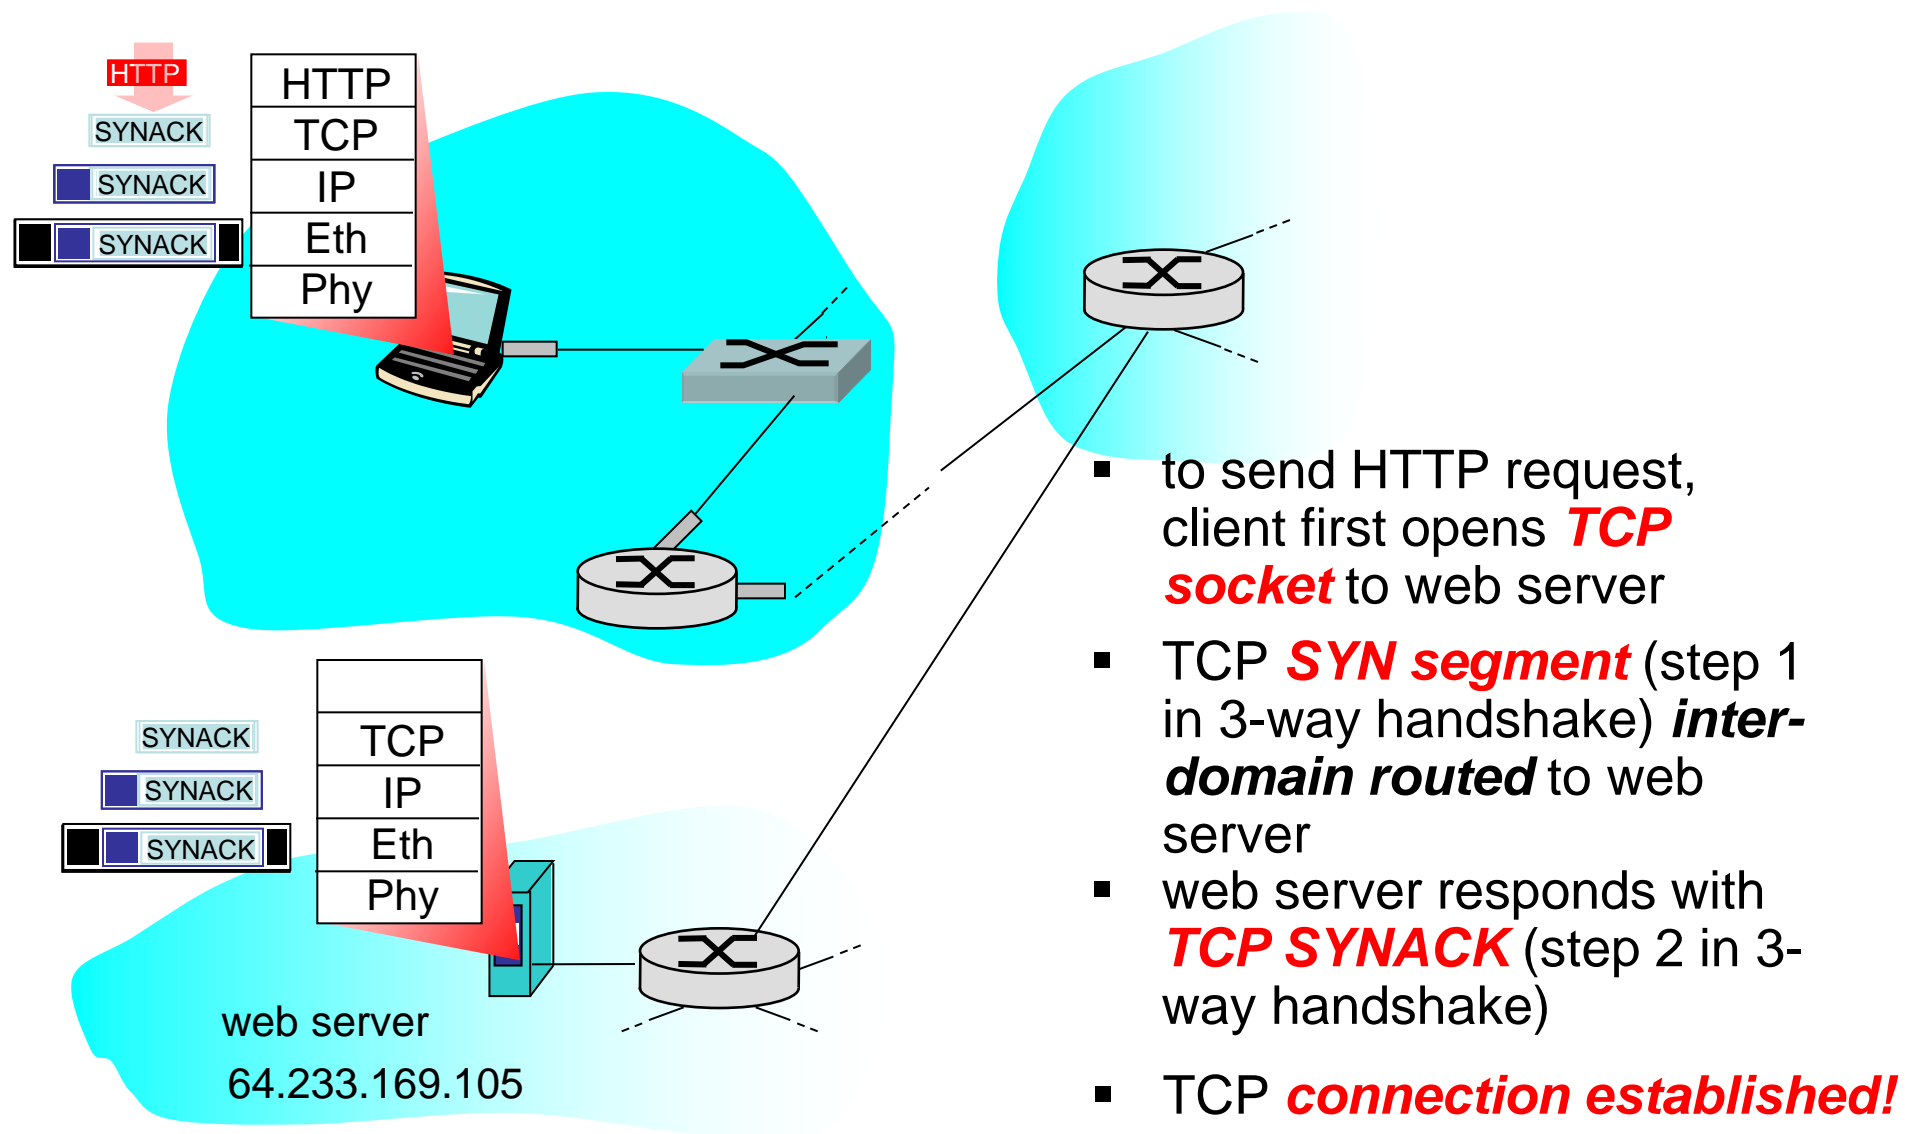 HTTP
SYNACK
SYNACK
SYNACK
HTTP
TCP
IP
Eth
Phy
SYNACK
SYNACK
SYNACK
TCP
IP
Eth
Phy
web server
64.233.169.105
▪ to send HTTP request,
client first opens TCP
socket to web server
▪ TCP SYN segment (step 1
in 3-way handshake) inter-
domain routed to web
server
▪ web server responds with
TCP SYNACK (step 2 in 3-
way handshake)
▪ TCP connection established!